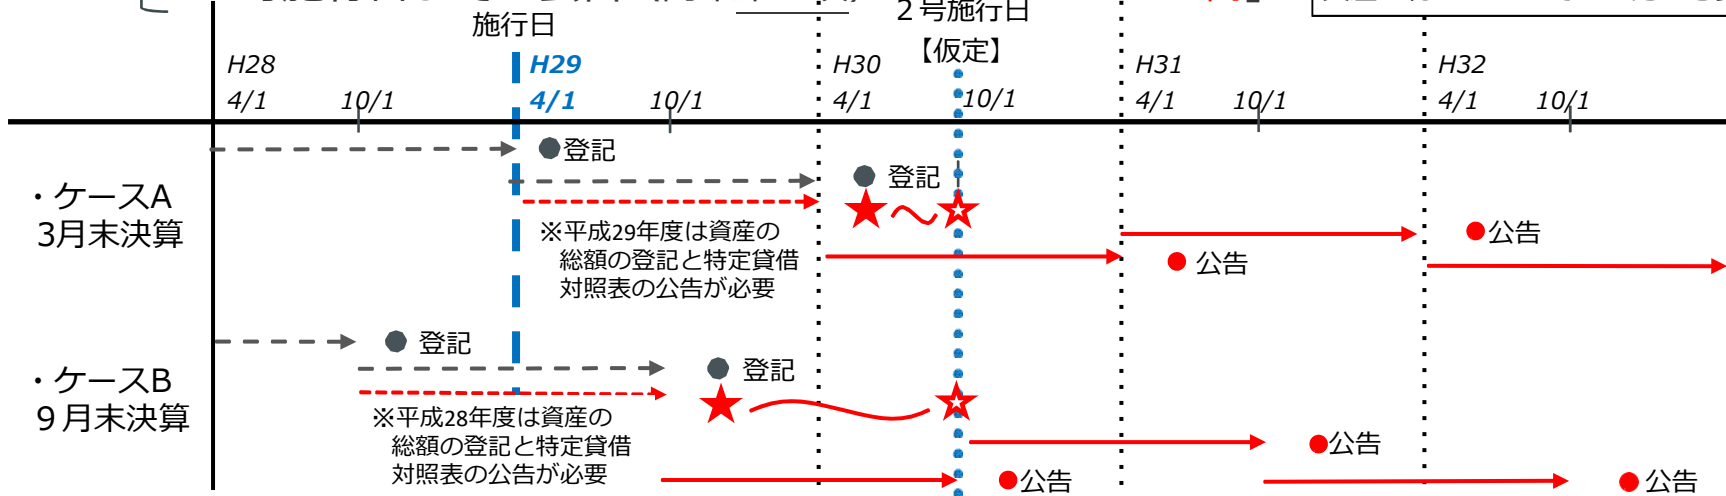 施行日
2号施行日
【仮定】
H28
H29
H30
H31
H32
4/1
10/1
4/1
10/1
4/1
10/1
4/1
10/1
4/1
10/1
登記
登記
・ケースA
3月末決算
※平成29年度は資産の
総額の登記と特定貸借
対照表の公告が必要
公告
公告
登記
登記
・ケースB
9月末決算
※平成28年度は資産の
総額の登記と特定貸借
対照表の公告が必要
公告
公告
公告